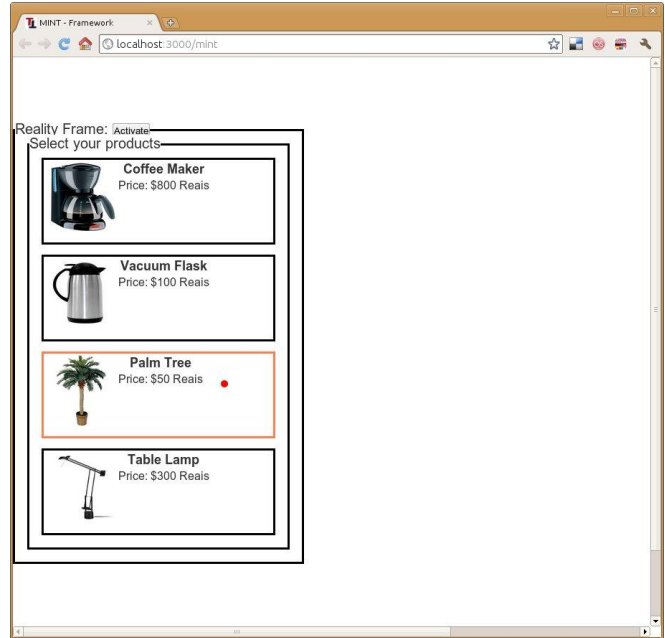 MINT - Framework
localhost:3000/mint
Reality Frame: Activate
Select your products
Coffee Maker
Price: $800 Reais
Vacuum Flask
Price: $100 Reais
Palm Tree
Price: $50 Reais
Table Lamp
Price: $300 Reais